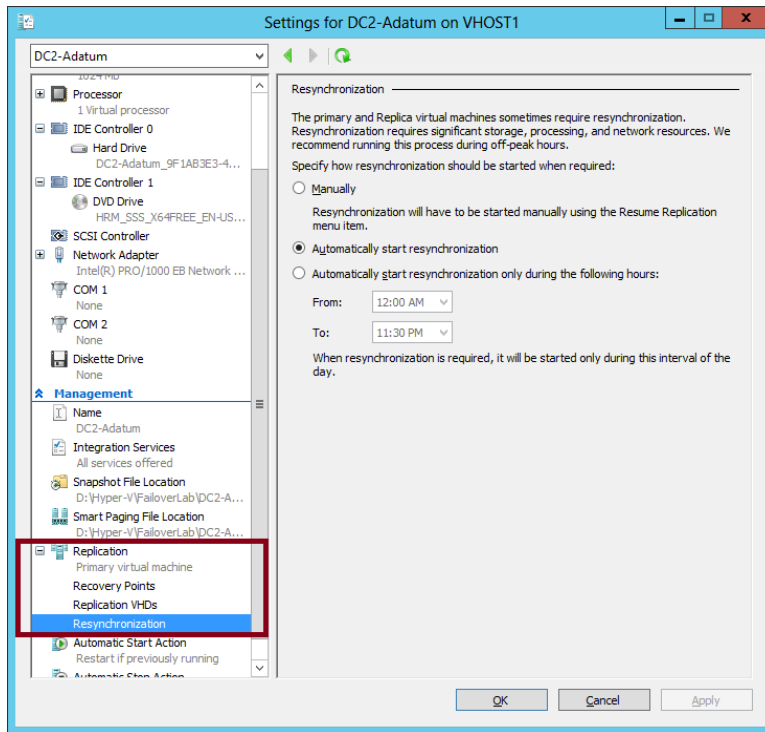 Settings for DC2-Adatum on VHOST1
DC2-Adatum
1024 MB
Processor
1 Virtual processor
IDE Controller 0
Hard Drive
DC2-Adatum_9F1AB3E3-4...
IDE Controller 1
DVD Drive
HRM_SSS_X64FREE_EN-US...
SCSI Controller
Network Adapter
Intel(R) PRO/1000 EB Network ...
COM 1
None
COM 2
None
Diskette Drive
None
Management
Name
DC2-Adatum
Integration Services
All services offered
Snapshot File Location
D:\Hyper-V\FailoverLab\DC2-A...
Smart Paging File Location
D:\Hyper-V\FailoverLab\DC2-A...
Replication
Primary virtual machine
Recovery Points
Replication VHDs
Resynchronization
Automatic Start Action
Restart if previously running
Automatic Stop Action
Resynchronization
The primary and Replica virtual machines sometimes require resynchronization.
Resynchronization requires significant storage, processing, and network resources. We
recommend running this process during off-peak hours.
Specify how resynchronization should be started when required:
Manually
Resynchronization will have to be started manually using the Resume Replication
menu item.
Automatically start resynchronization
Automatically start resynchronization only during the following hours:
From: 12:00 AM
To: 11:30 PM
When resynchronization is required, it will be started only during this interval of the
day.
OK Cancel Apply